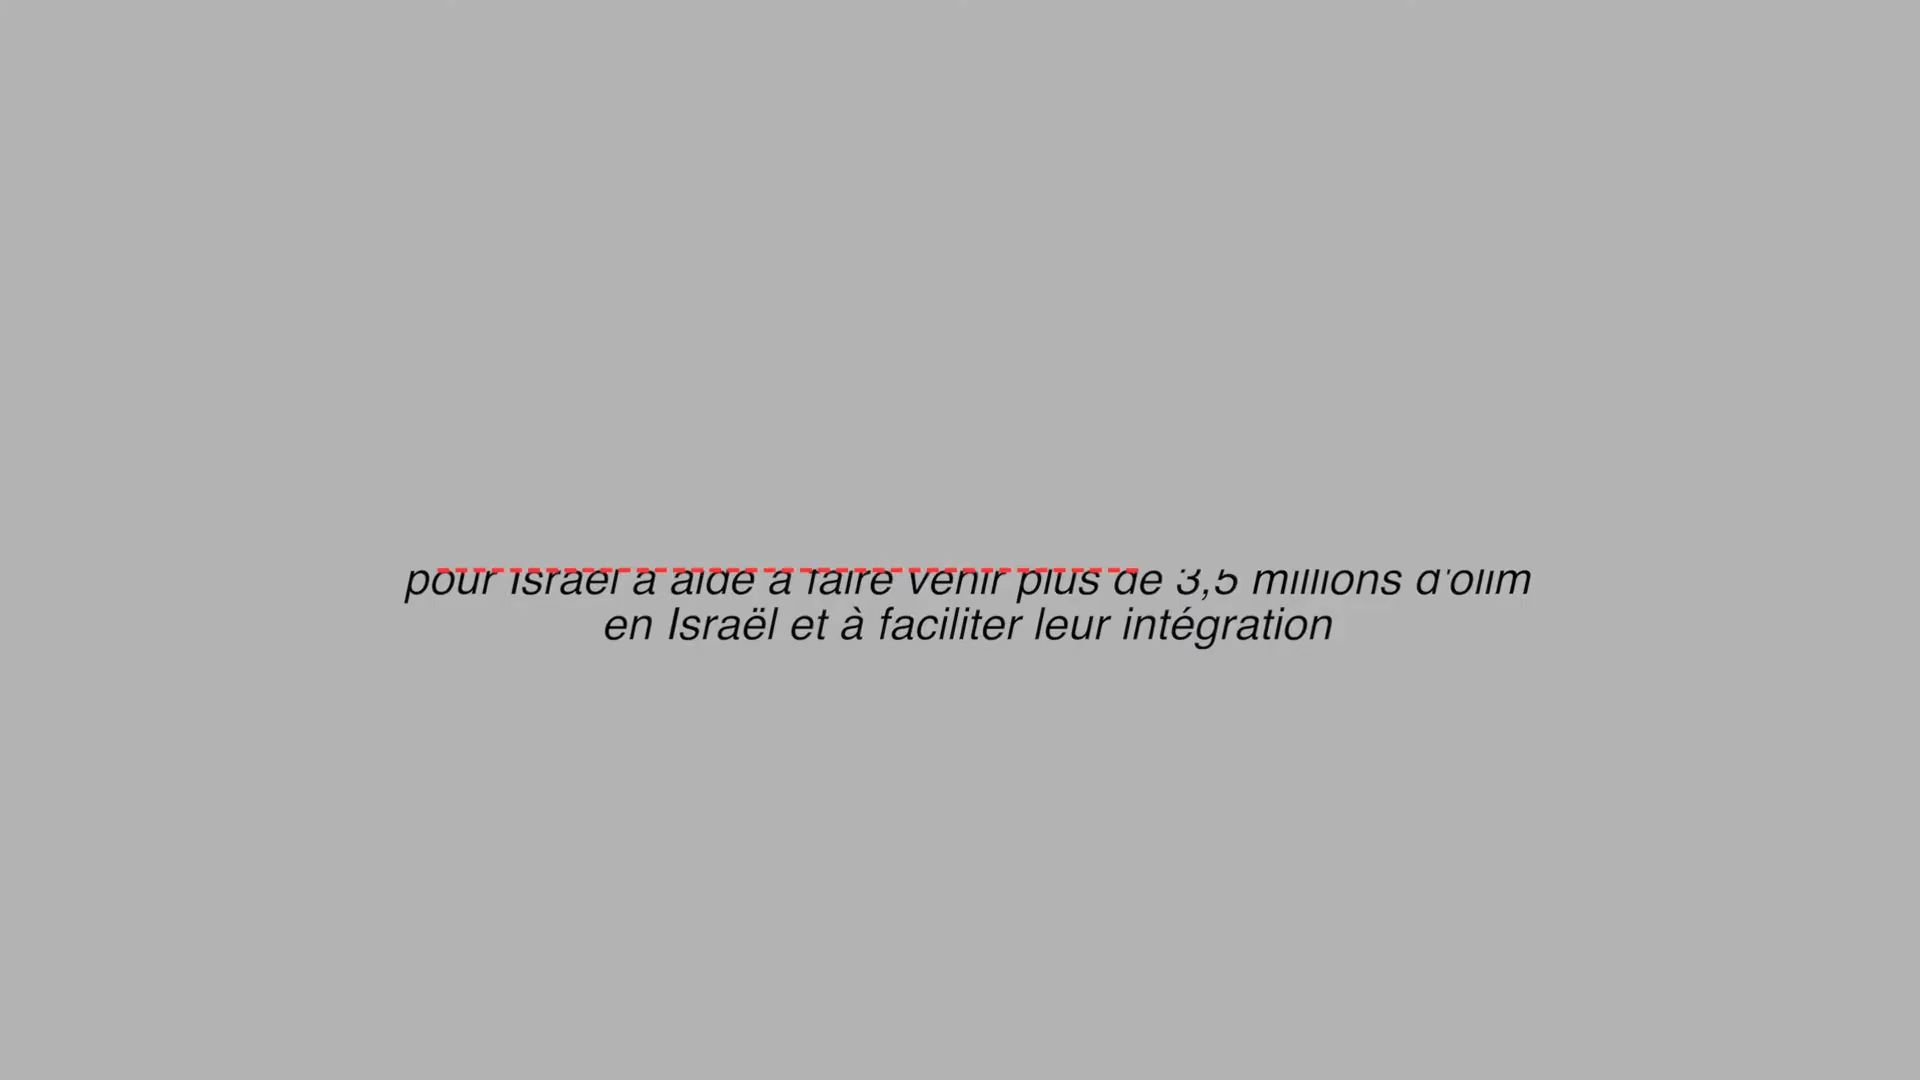 pour Israël a aidé à faire venir plus de 3,5 millions d'olim
en Israël et à faciliter leur intégration